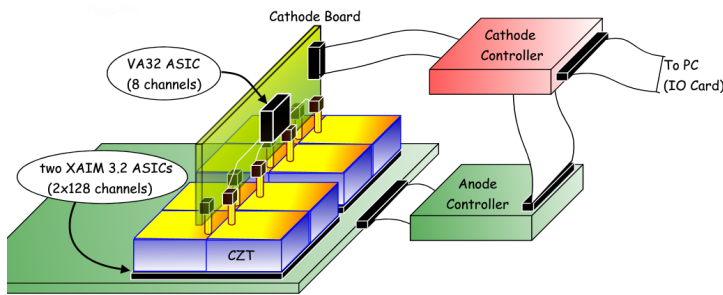 Cathode Board
VA32 ASIC
(8 channels)
Cathode
Controller
To PC
(IO Card)
two XAIM 3.2 ASICs
(2x128 channels)
Anode
Controller
CZT